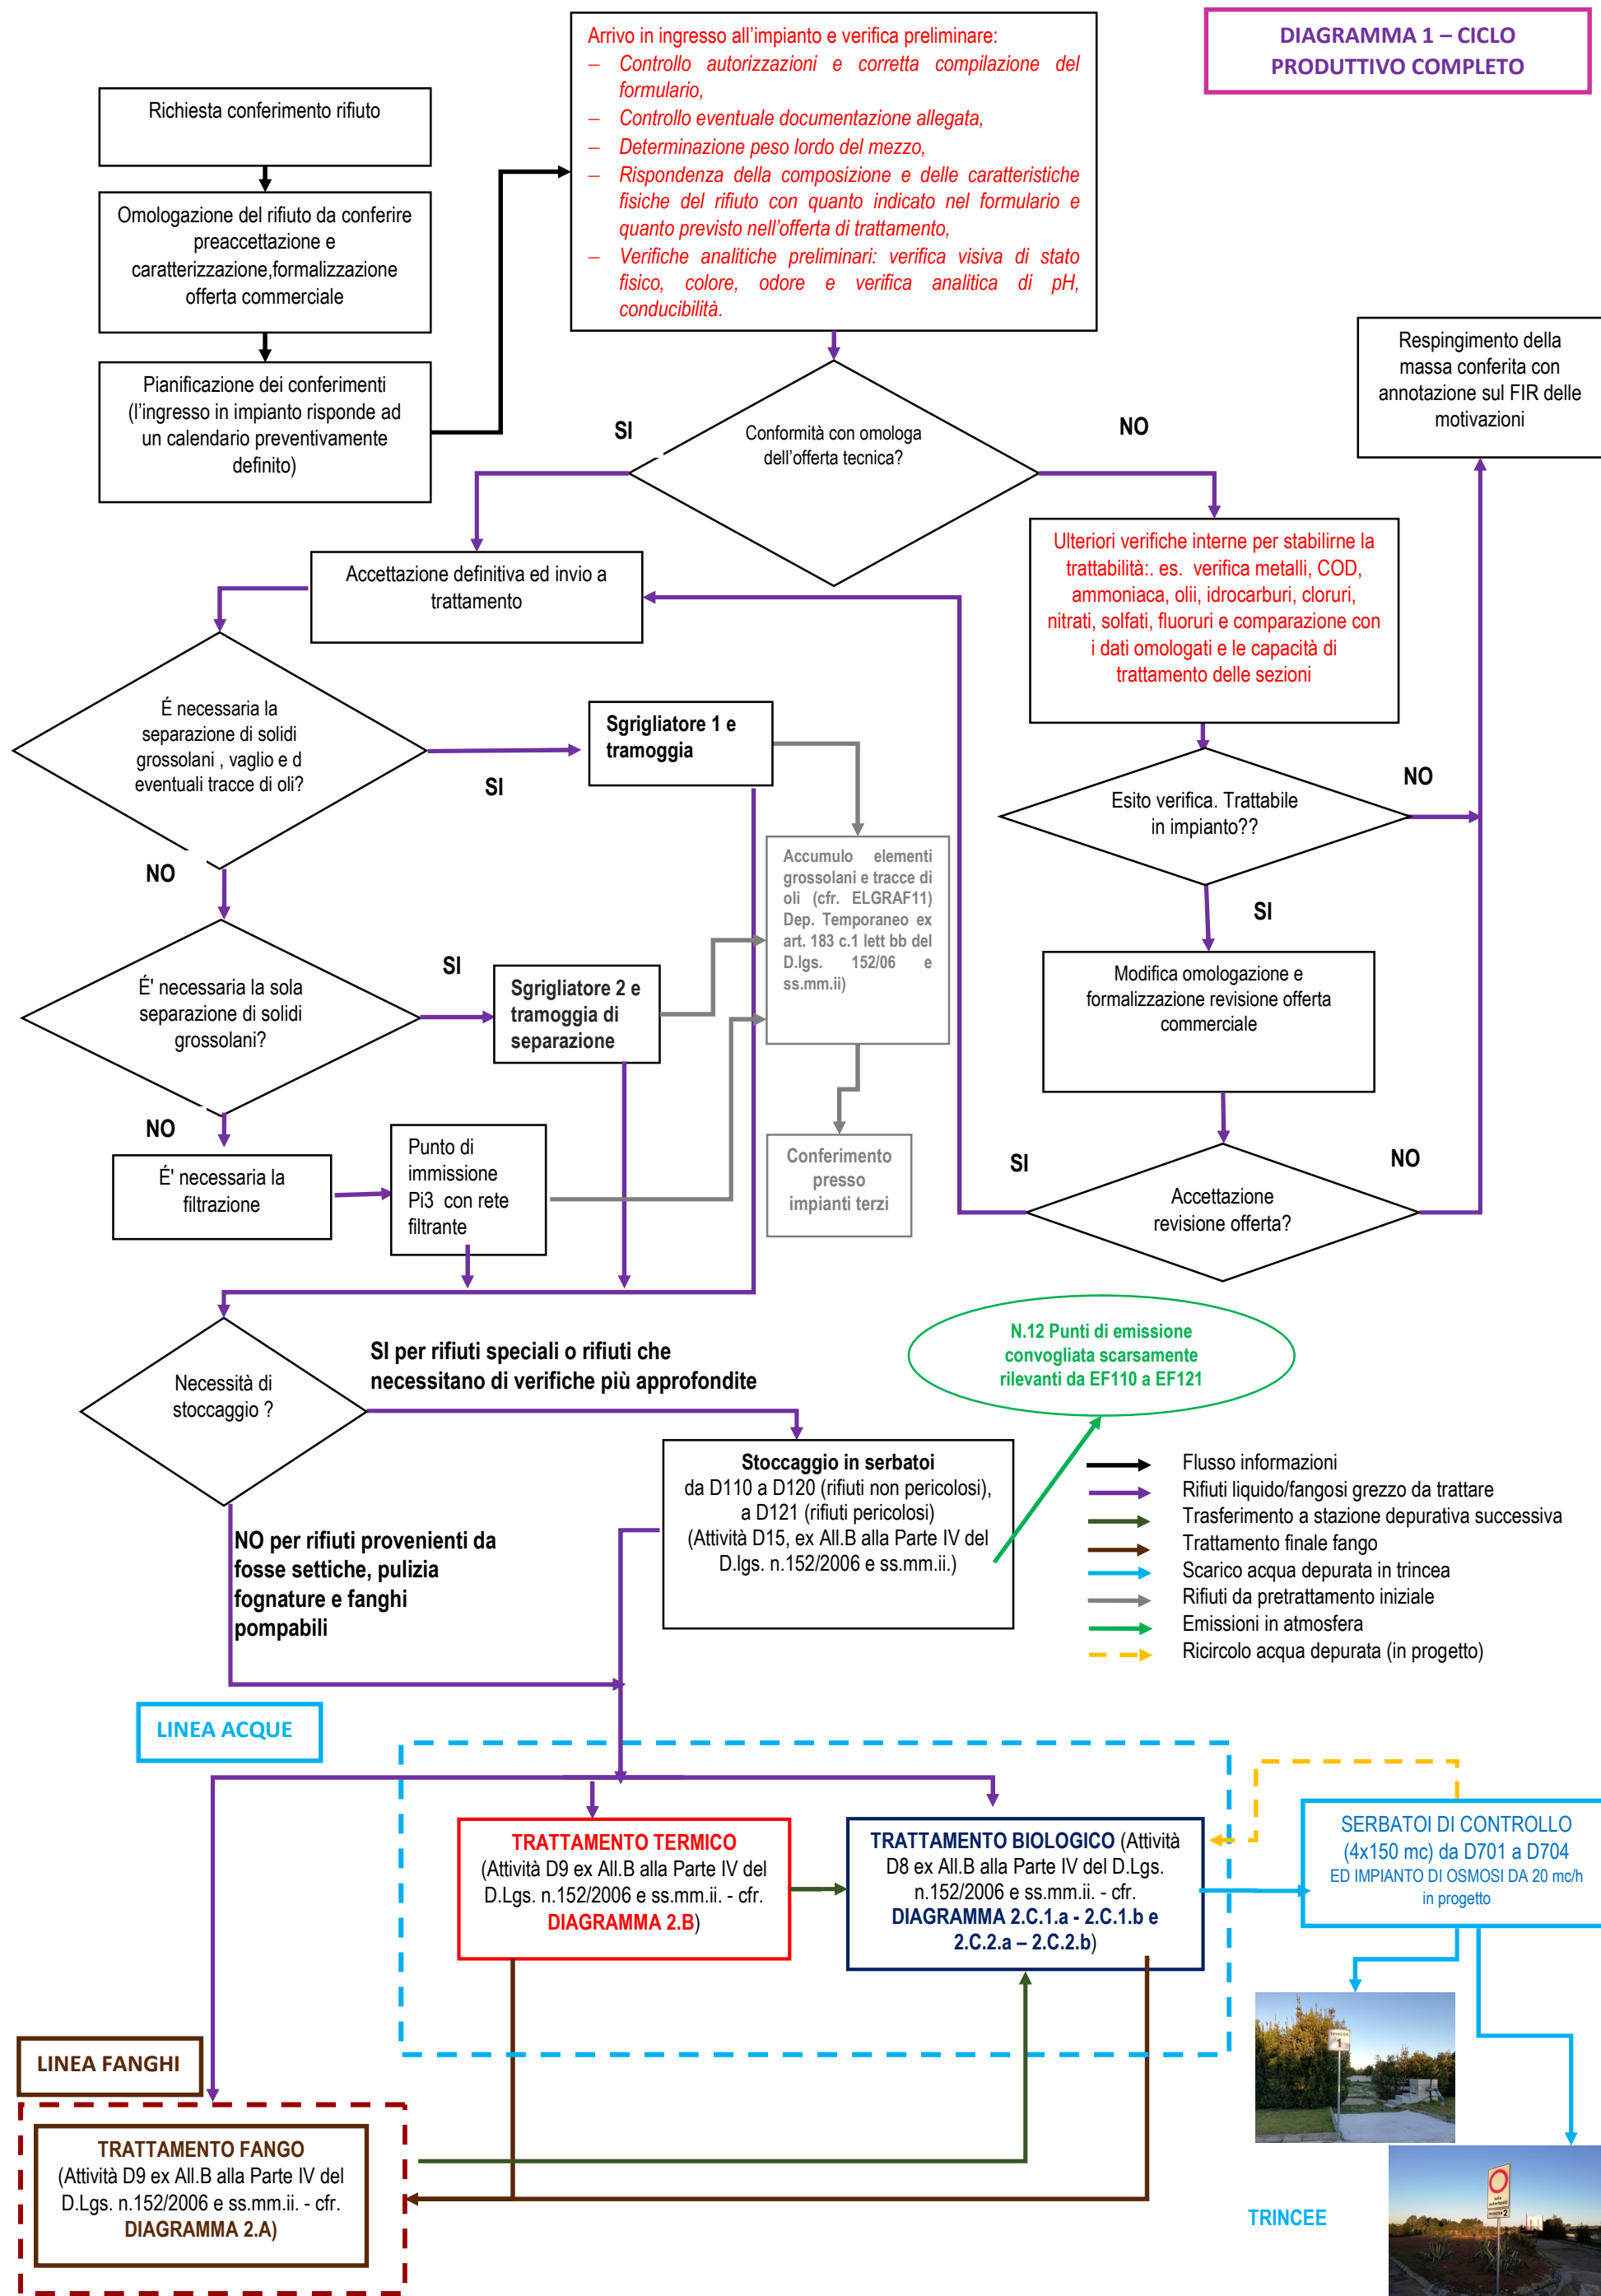 DIAGRAMMA 1 – CICLO
PRODUTTIVO COMPLETO
Richiesta conferimento rifiuto
Omologazione del rifiuto da conferire
preaccettazione e
caratterizzazione,formalizzazione
offerta commerciale
Pianificazione dei conferimenti
(l'ingresso in impianto risponde ad
un calendario preventivamente
definito)
Arrivo in ingresso all'impianto e verifica preliminare:
– Controllo autorizzazioni e corretta compilazione del
formulario,
– Controllo eventuale documentazione allegata,
– Determinazione peso lordo del mezzo,
– Rispondenza della composizione e delle caratteristiche
fisiche del rifiuto con quanto indicato nel formulario e
quanto previsto nell'offerta di trattamento,
– Verifiche analitiche preliminari: verifica visiva di stato
fisico, colore, odore e verifica analitica di pH,
conducibilità.
Respingimento della
massa conferita con
annotazione sul FIR delle
motivazioni
SI
Conformità con omologa
dell'offerta tecnica?
NO
Accettazione definitiva ed invio a
trattamento
Ulteriori verifiche interne per stabilirne la
trattabilità:. es. verifica metalli, COD,
ammoniaca, olii, idrocarburi, cloruri,
nitrati, solfati, fluoruri e comparazione con
i dati omologati e le capacità di
trattamento delle sezioni
É necessaria la
separazione di solidi
grossolani , vaglio e d
eventuali tracce di oli?
SI
NO
Sgrigliatore 1 e
tramoggia
Esito verifica. Trattabile
in impianto??
NO
SI
Accumulo elementi
grossolani e tracce di
oli (cfr. ELGRAF11)
Dep. Temporaneo ex
art. 183 c.1 lett bb del
D.lgs. 152/06 e
ss.mm.ii)
É' necessaria la sola
separazione di solidi
grossolani?
SI
NO
Sgrigliatore 2 e
tramoggia di
separazione
Modifica omologazione e
formalizzazione revisione offerta
commerciale
É' necessaria la
filtrazione
Punto di
immissione
Pi3 con rete
filtrante
Conferimento
presso
impianti terzi
SI
Accettazione
revisione offerta?
NO
Necessità di
stoccaggio ?
SI per rifiuti speciali o rifiuti che
necessitano di verifiche più approfondite
N.12 Punti di emissione
convogliata scarsamente
rilevanti da EF110 a EF121
Stoccaggio in serbatoi
da D110 a D120 (rifiuti non pericolosi),
a D121 (rifiuti pericolosi)
(Attività D15, ex All.B alla Parte IV del
D.lgs. n.152/2006 e ss.mm.ii.)
NO per rifiuti provenienti da
fosse settiche, pulizia
fognature e fanghi
pompabili
Flusso informazioni
Rifiuti liquido/fangosi grezzo da trattare
Trasferimento a stazione depurativa successiva
Trattamento finale fango
Scarico acqua depurata in trincea
Rifiuti da pretrattamento iniziale
Emissioni in atmosfera
Ricircolo acqua depurata (in progetto)
LINEA ACQUE
TRATTAMENTO TERMICO
(Attività D9 ex All.B alla Parte IV del
D.Lgs. n.152/2006 e ss.mm.ii. - cfr.
DIAGRAMMA 2.B)
TRATTAMENTO BIOLOGICO (Attività
D8 ex All.B alla Parte IV del D.Lgs.
n.152/2006 e ss.mm.ii. - cfr.
DIAGRAMMA 2.C.1.a - 2.C.1.b e
2.C.2.a – 2.C.2.b)
SERBATOI DI CONTROLLO
(4x150 mc) da D701 a D704
ED IMPIANTO DI OSMOSI DA 20 mc/h
in progetto
TRINCEA
1
LINEA FANGHI
TRATTAMENTO FANGO
(Attività D9 ex All.B alla Parte IV del
D.Lgs. n.152/2006 e ss.mm.ii. - cfr.
DIAGRAMMA 2.A)
TRINCEE
TRINCEA 2